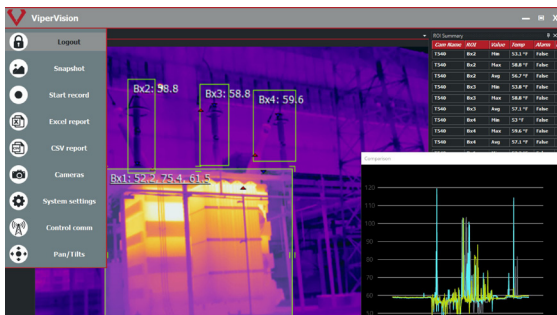 ViperVision
Logout
Snapshot
Start record
Excel report
CSV report
Cameras
System settings
Control comm
Pan/Tilts
Bx2: 58.8
Bx3: 58.8
Bx4: 59.6
Bx1: 52.2, 75.4, 61.5
ROI Summary
Cam Name ROI Value Temp Alarm
T540 Bx2 Min 53.1 °F False
T540 Bx2 Max 58.8 °F False
T540 Bx2 Avg 56.7 °F False
T540 Bx3 Min 53.8 °F False
T540 Bx3 Max 58.8 °F False
T540 Bx3 Avg 57.1 °F False
T540 Bx4 Min 53 °F False
T540 Bx4 Max 59.6 °F False
T540 Bx4 Avg 57.1 °F False
Comparison
120
110
100
90
80
70
60
50